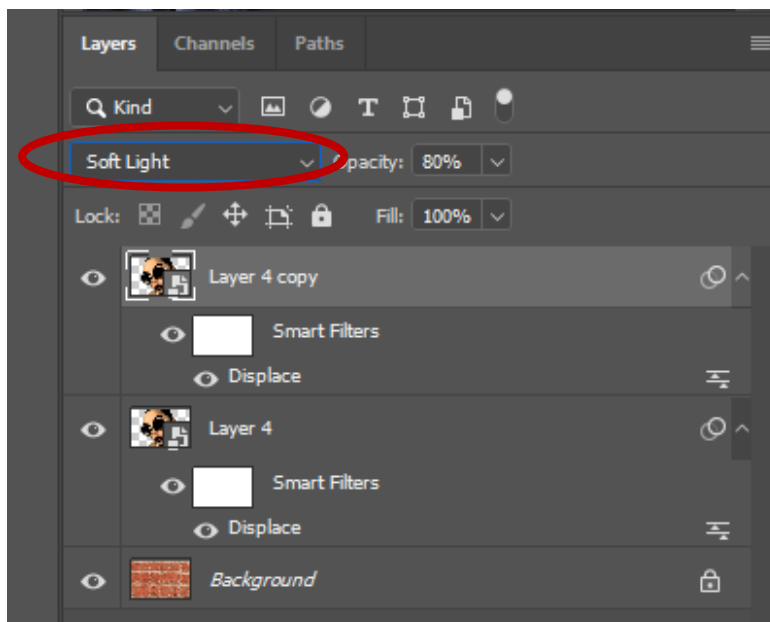 Layers Channels Paths
Kind T
Soft Light Opacity: 80%
Lock: Fill: 100%
Layer 4 copy
Smart Filters
Displace
Layer 4
Smart Filters
Displace
Background